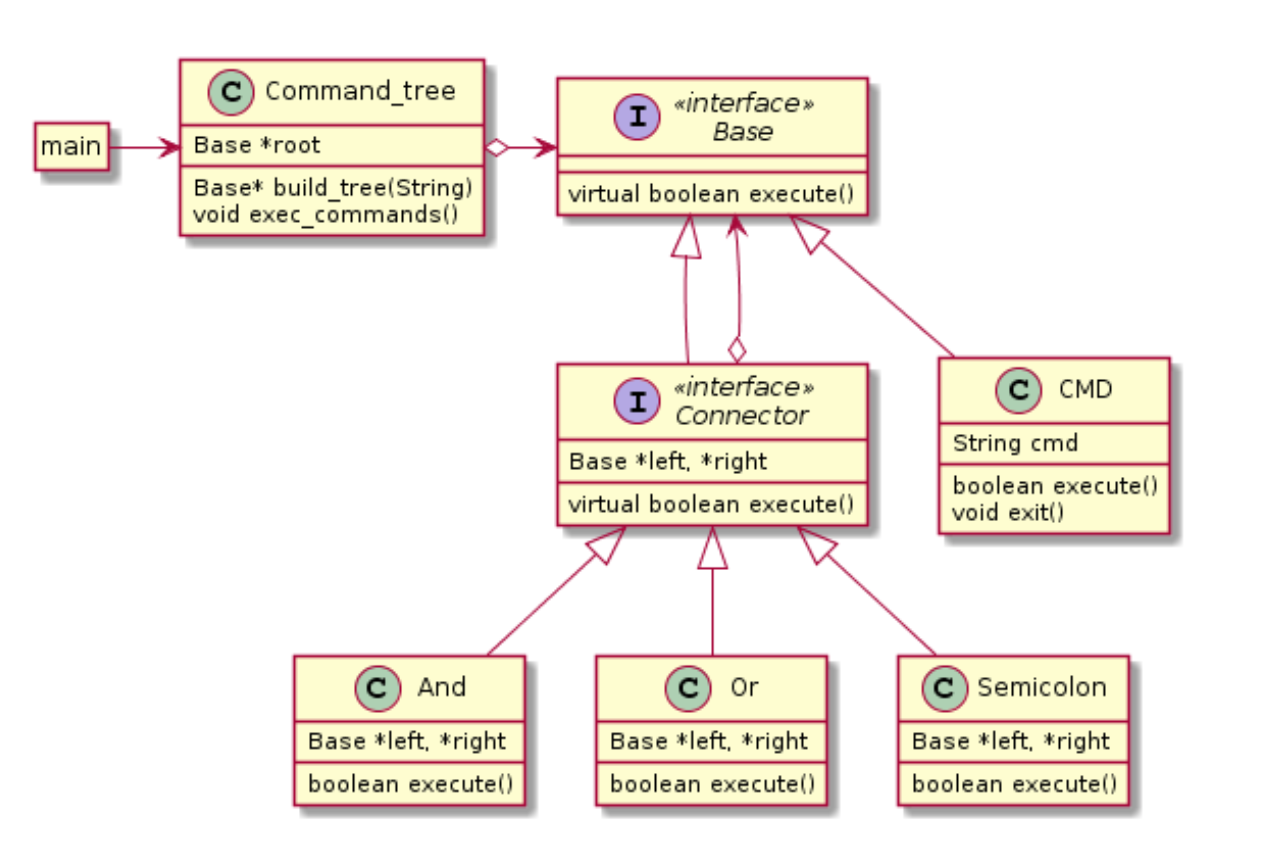 main
C Command_tree
Base *root
Base* build_tree(String)
void exec_commands()
I «interface»
Base
virtual boolean execute()
I «interface»
Connector
Base *left, *right
virtual boolean execute()
C CMD
String cmd
boolean execute()
void exit()
C And
Base *left, *right
boolean execute()
C Or
Base *left, *right
boolean execute()
C Semicolon
Base *left, *right
boolean execute()